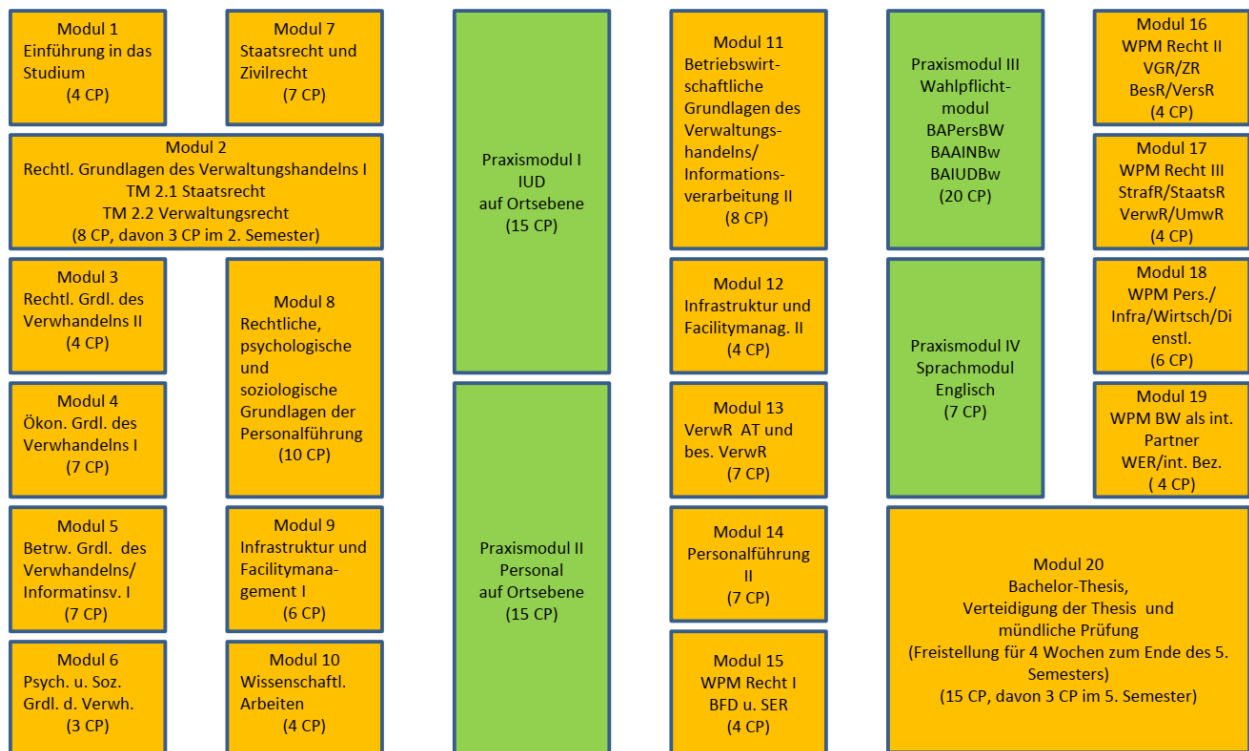 Modul 1
Einführung in das
Studium
(4 CP)
Modul 7
Staatsrecht und
Zivilrecht
(7 CP)
Modul 2
Rechtl. Grundlagen des Verwaltungshandelns I
TM 2.1 Staatsrecht
TM 2.2 Verwaltungsrecht
(8 CP, davon 3 CP im 2. Semester)
Modul 3
Rechtl. Grdl. des
Verwhandelns II
(4 CP)
Modul 4
Ökon. Grdl. des
Verwhandelns I
(7 CP)
Modul 5
Betrw. Grdl. des
Verwhandelns/
Informatinsv. I
(7 CP)
Modul 6
Psych. u. Soz.
Grdl. d. Verwh.
(3 CP)
Modul 8
Rechtliche,
psychologische
und
soziologische
Grundlagen der
Personalführung
(10 CP)
Modul 9
Infrastruktur und
Facilitymana-
gement I
(6 CP)
Modul 10
Wissenschaftl.
Arbeiten
(4 CP)
Praxismodul I
IUD
auf Ortsebene
(15 CP)
Praxismodul II
Personal
auf Ortsebene
(15 CP)
Modul 11
Betriebswirt-
schaftliche
Grundlagen des
Verwaltungs-
handelns/
Informations-
verarbeitung II
(8 CP)
Modul 12
Infrastruktur und
Facilitymanag. II
(4 CP)
Modul 13
VerwR AT und
bes. VerwR
(7 CP)
Modul 14
Personalführung
II
(7 CP)
Modul 15
WPM Recht I
BFD u. SER
(4 CP)
Praxismodul III
Wahlpflicht-
modul
BAPersBW
BAAINBw
BAIUDBw
(20 CP)
Praxismodul IV
Sprachmodul
Englisch
(7 CP)
Modul 16
WPM Recht II
VGR/ZR
BesR/VersR
(4 CP)
Modul 17
WPM Recht III
StrafR/StaatsR
VerwR/UmwR
(4 CP)
Modul 18
WPM Pers./
Infra/Wirtsch/Di
enstl.
(6 CP)
Modul 19
WPM BW als int.
Partner
WER/int. Bez.
( 4 CP)
Modul 20
Bachelor-Thesis,
Verteidigung der Thesis und
mündliche Prüfung
(Freistellung für 4 Wochen zum Ende des 5.
Semesters)
(15 CP, davon 3 CP im 5. Semester)